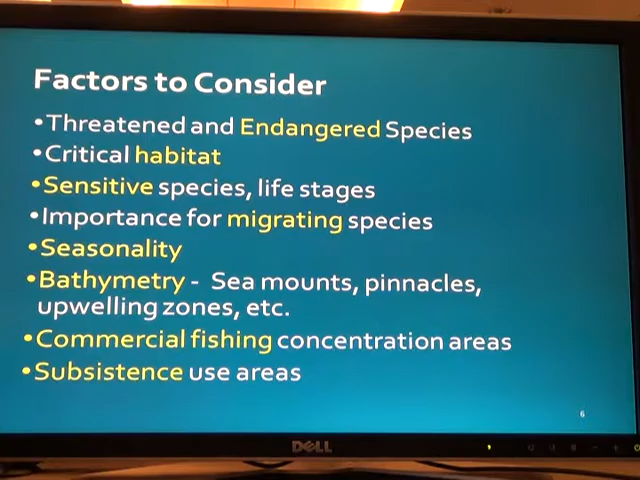 Factors to Consider
•Threatened and Endangered Species
•Critical habitat
•Sensitive species, life stages
•Importance for migrating species
•Seasonality
•Bathymetry - Sea mounts, pinnacles,
upwelling zones, etc.
•Commercial fishing concentration areas
•Subsistence use areas
6
DELL